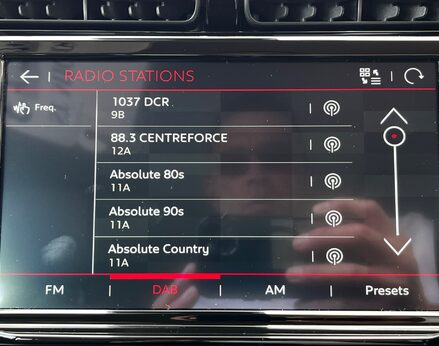 RADIO STATIONS
Freq.
1037 DCR
9B
88.3 CENTREFORCE
12A
Absolute 80s
11A
Absolute 90s
11A
Absolute Country
11A
FM
DAB
AM
Presets